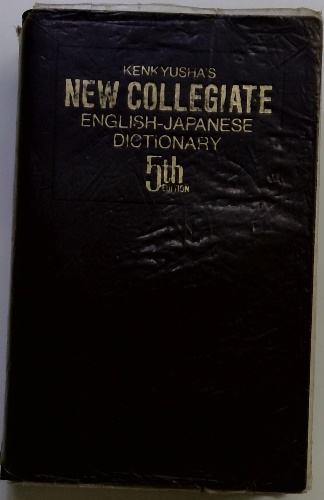 KENKYUSHA'S
NEW COLLEGIATE
ENGLISH-JAPANESE
DICTIONARY
5th
EDITION